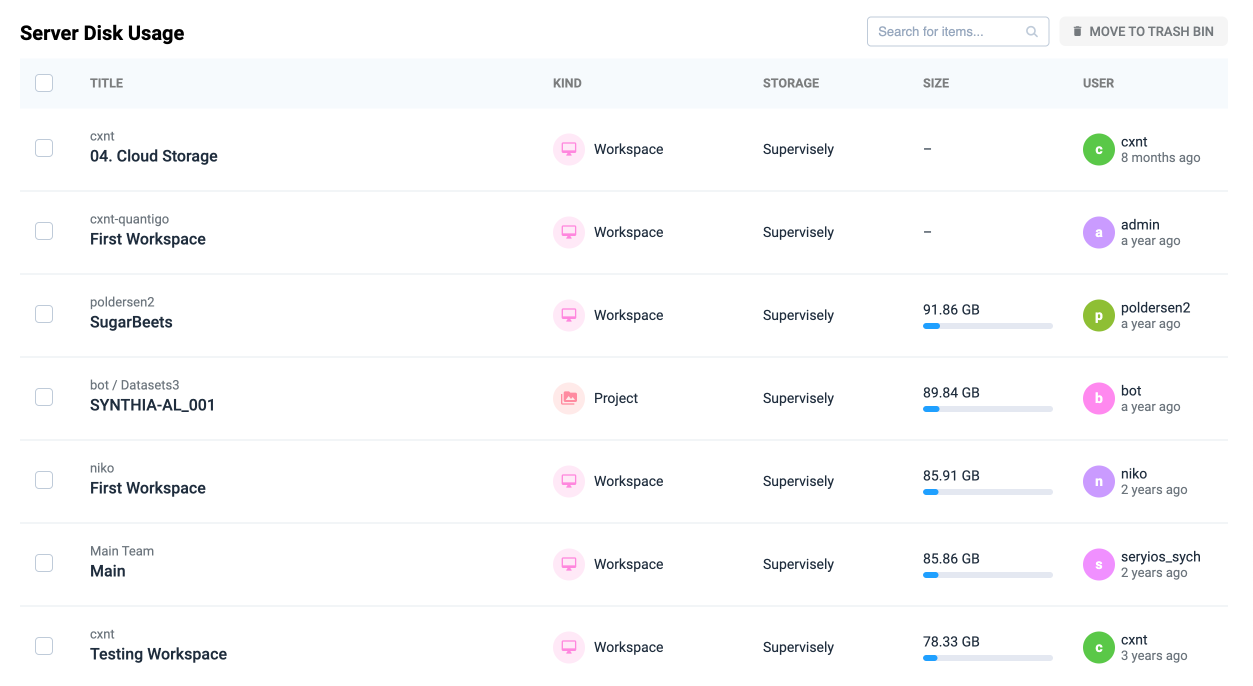 Server Disk Usage
Search for items...
MOVE TO TRASH BIN
TITLE KIND STORAGE SIZE USER
cxnt
04. Cloud Storage
Workspace
Supervisely
–
c
cxnt
8 months ago
cxnt-quantigo
First Workspace
Workspace
Supervisely
–
a
admin
a year ago
poldersen2
SugarBeets
Workspace
Supervisely
91.86 GB
p
poldersen2
a year ago
bot / Datasets3
SYNTHIA-AL_001
Project
Supervisely
89.84 GB
b
bot
a year ago
niko
First Workspace
Workspace
Supervisely
85.91 GB
n
niko
2 years ago
Main Team
Main
Workspace
Supervisely
85.86 GB
s
seryios_sych
2 years ago
cxnt
Testing Workspace
Workspace
Supervisely
78.33 GB
c
cxnt
3 years ago